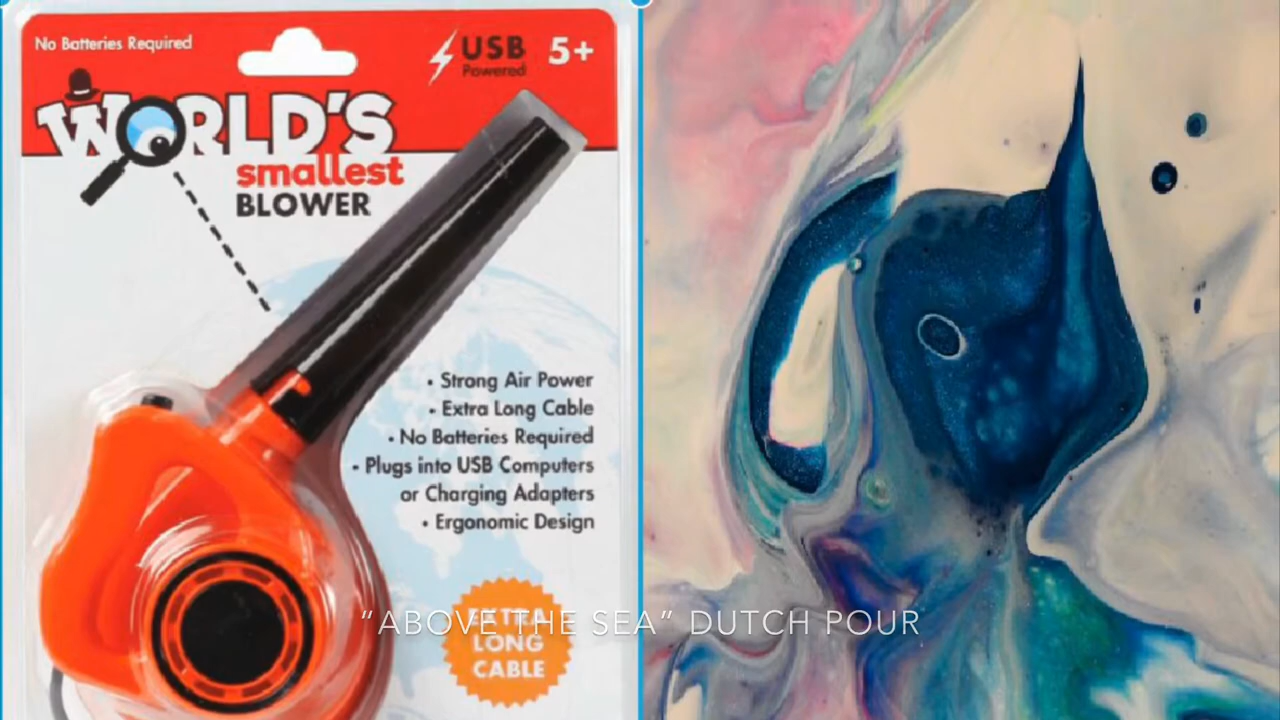 No Batteries Required
USB
Powered
5+
WORLD'S
smallest
BLOWER
• Strong Air Power
• Extra Long Cable
• No Batteries Required
• Plugs into USB Computers
or Charging Adapters
• Ergonomic Design
EXTRA
LONG
CABLE
“ABOVE THE SEA” DUTCH POUR